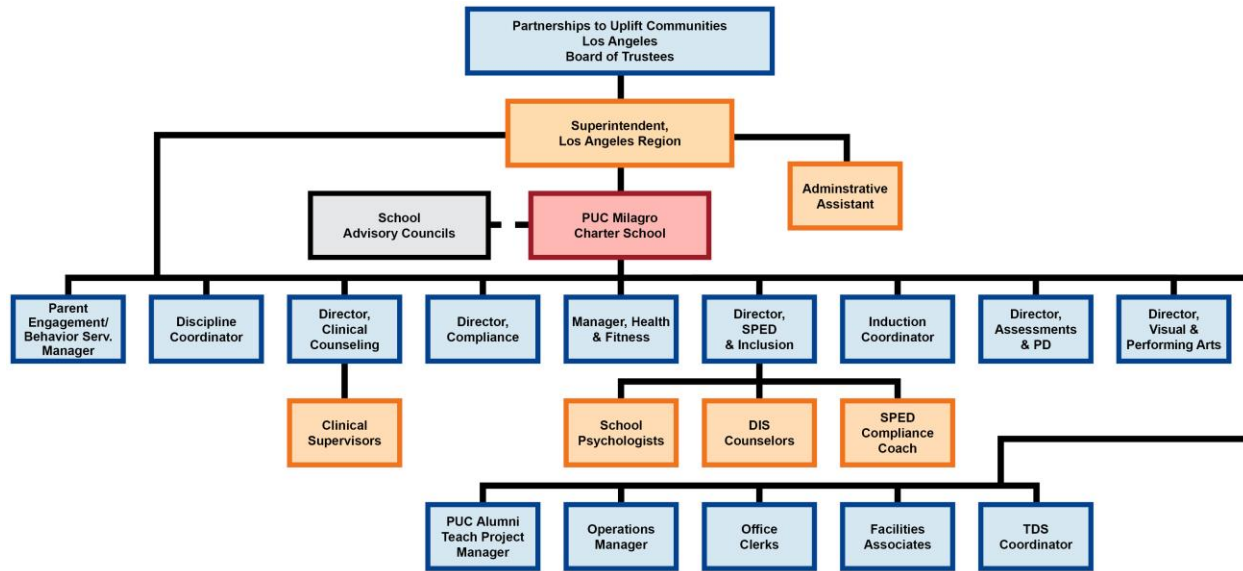 Partnerships to Uplift Communities
Los Angeles
Board of Trustees
Superintendent,
Los Angeles Region
Adminstrative
Assistant
School
Advisory Councils
PUC Milagro
Charter School
Parent
Engagement/
Behavior Serv.
Manager
Discipline
Coordinator
Director,
Clinical
Counseling
Director,
Compliance
Manager, Health
& Fitness
Director,
SPED
& Inclusion
Induction
Coordinator
Director,
Assessments
& PD
Director,
Visual &
Performing Arts
Clinical
Supervisors
School
Psychologists
DIS
Counselors
SPED
Compliance
Coach
PUC Alumni
Teach Project
Manager
Operations
Manager
Office
Clerks
Facilities
Associates
TDS
Coordinator